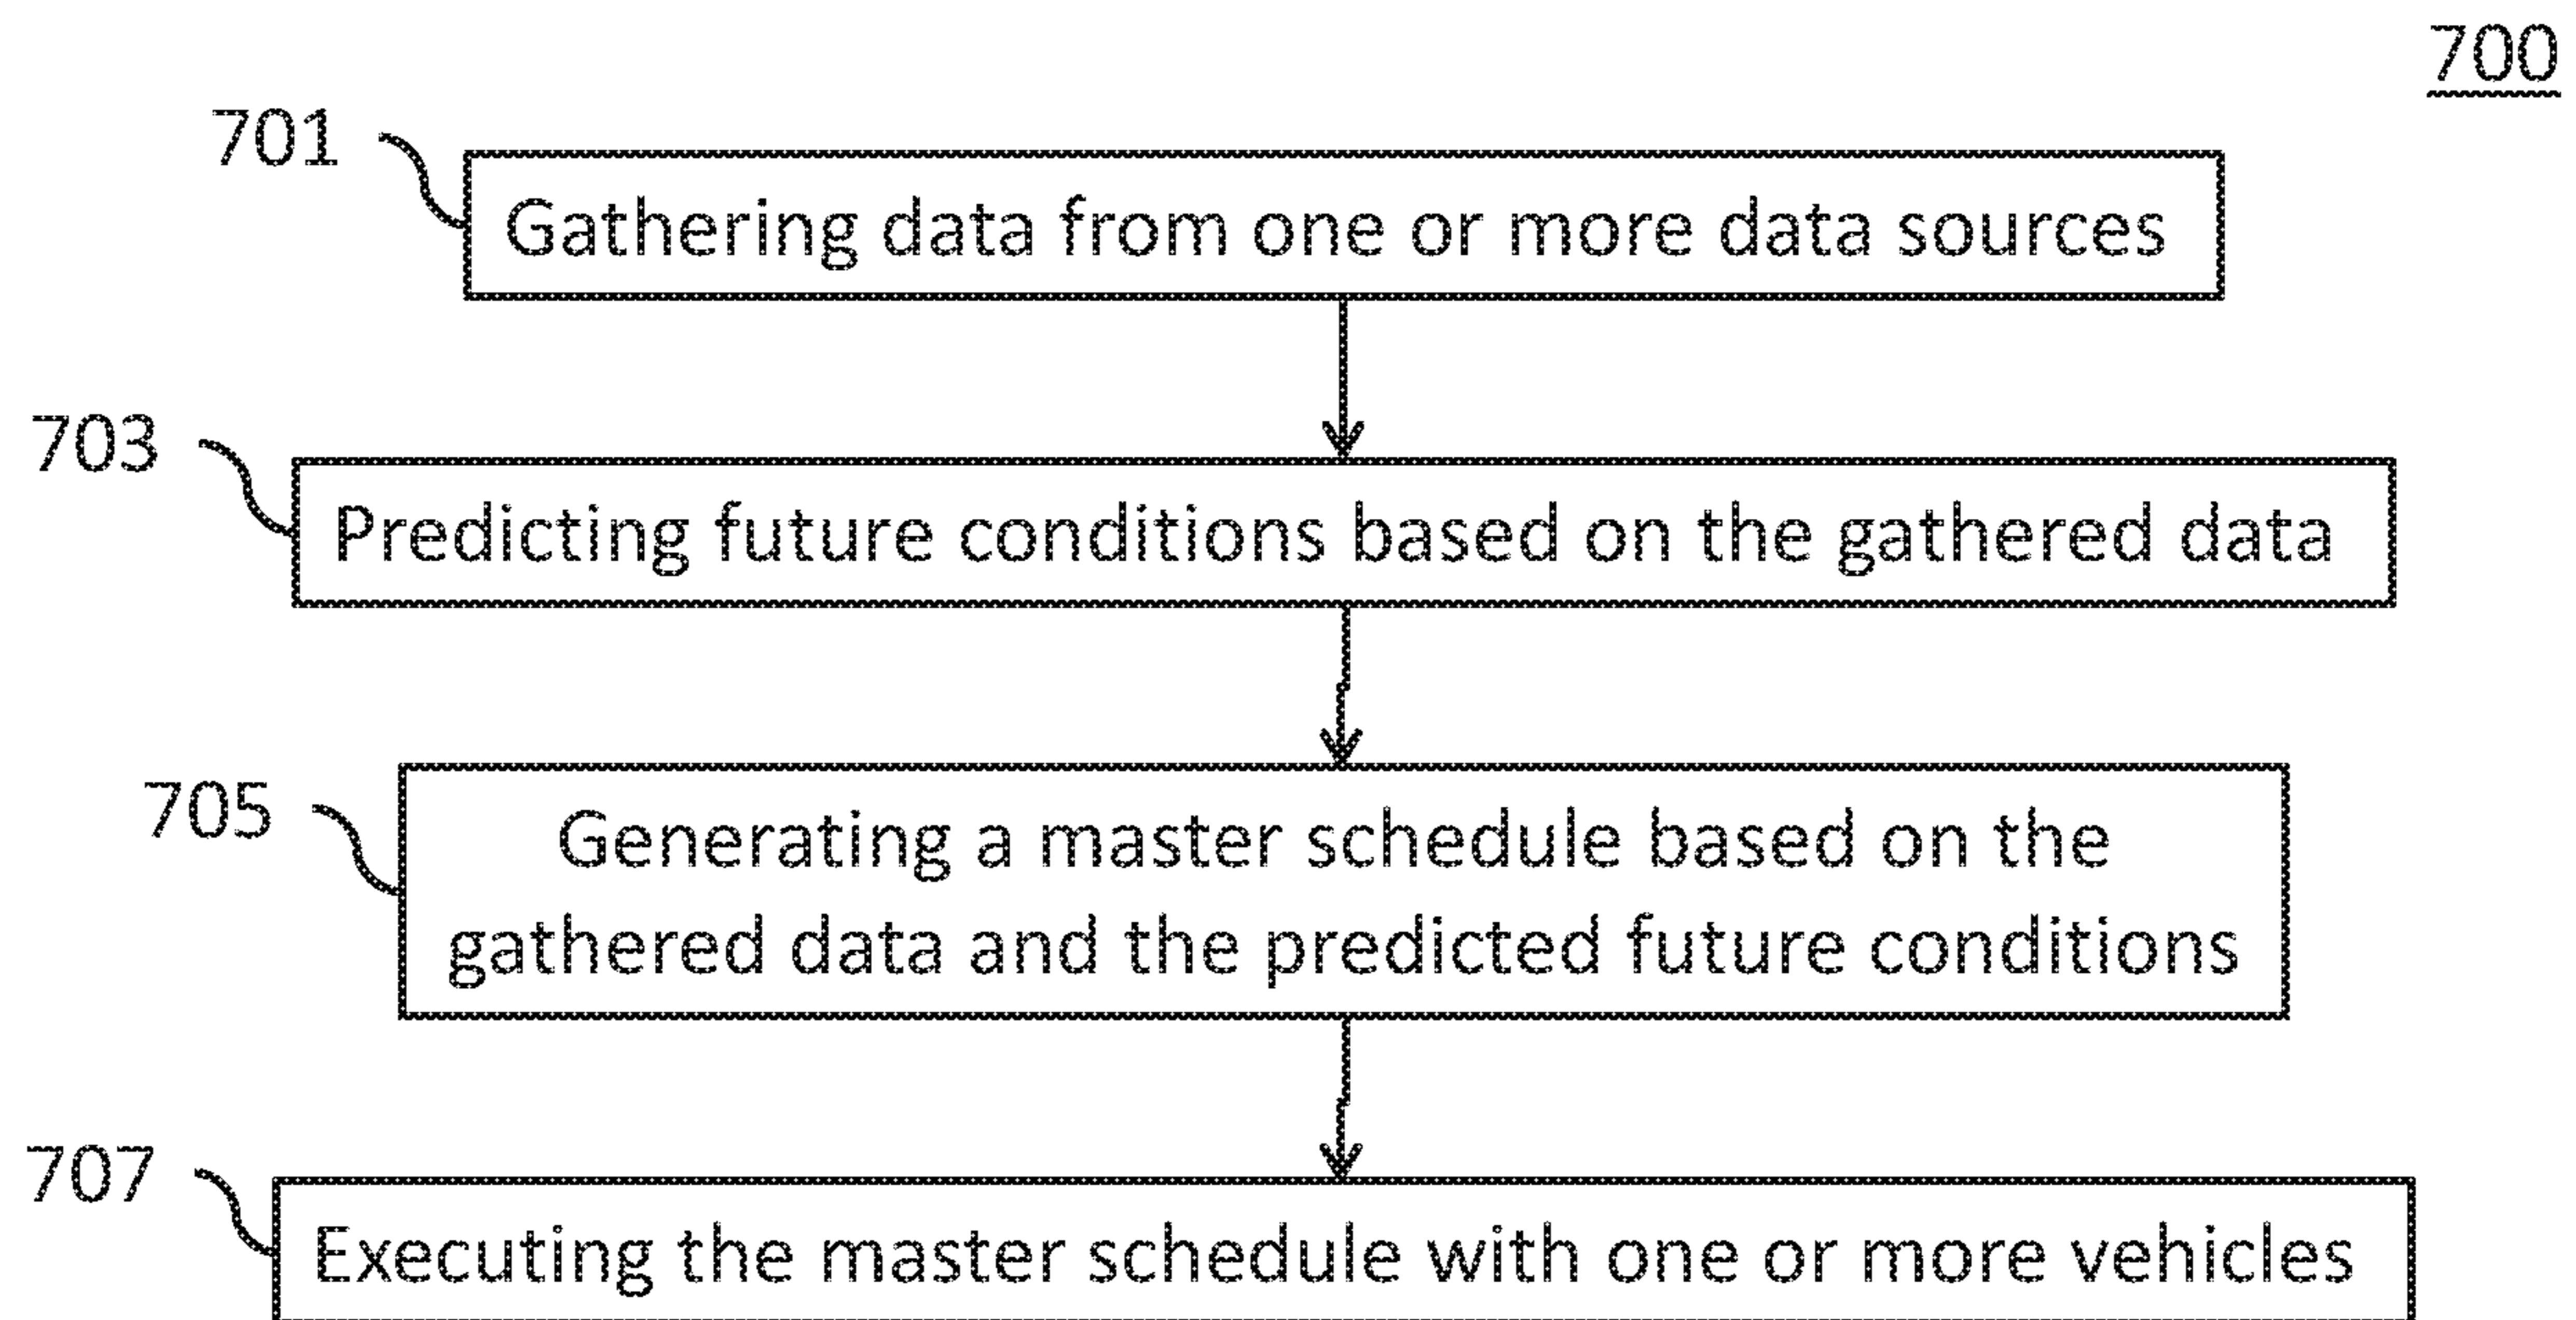 700
701
Gathering data from one or more data sources
703
Predicting future conditions based on the gathered data
705
Generating a master schedule based on the
gathered data and the predicted future conditions
707
Executing the master schedule with one or more vehicles